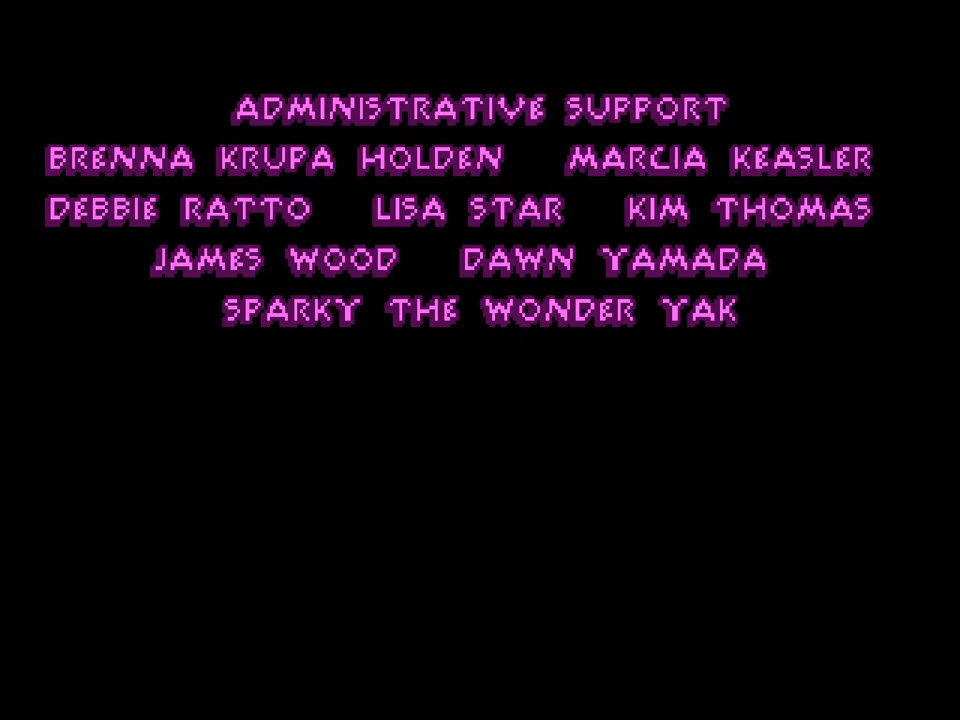 ADMINISTRATIVE SUPPORT
BRENNA KRUPA HOLDEN MARCIA KEASLER
DEBBIE RATTO LISA STAR KIM THOMAS
JAMES WOOD DAWN YAMADA
SPARKY THE WONDER YAK